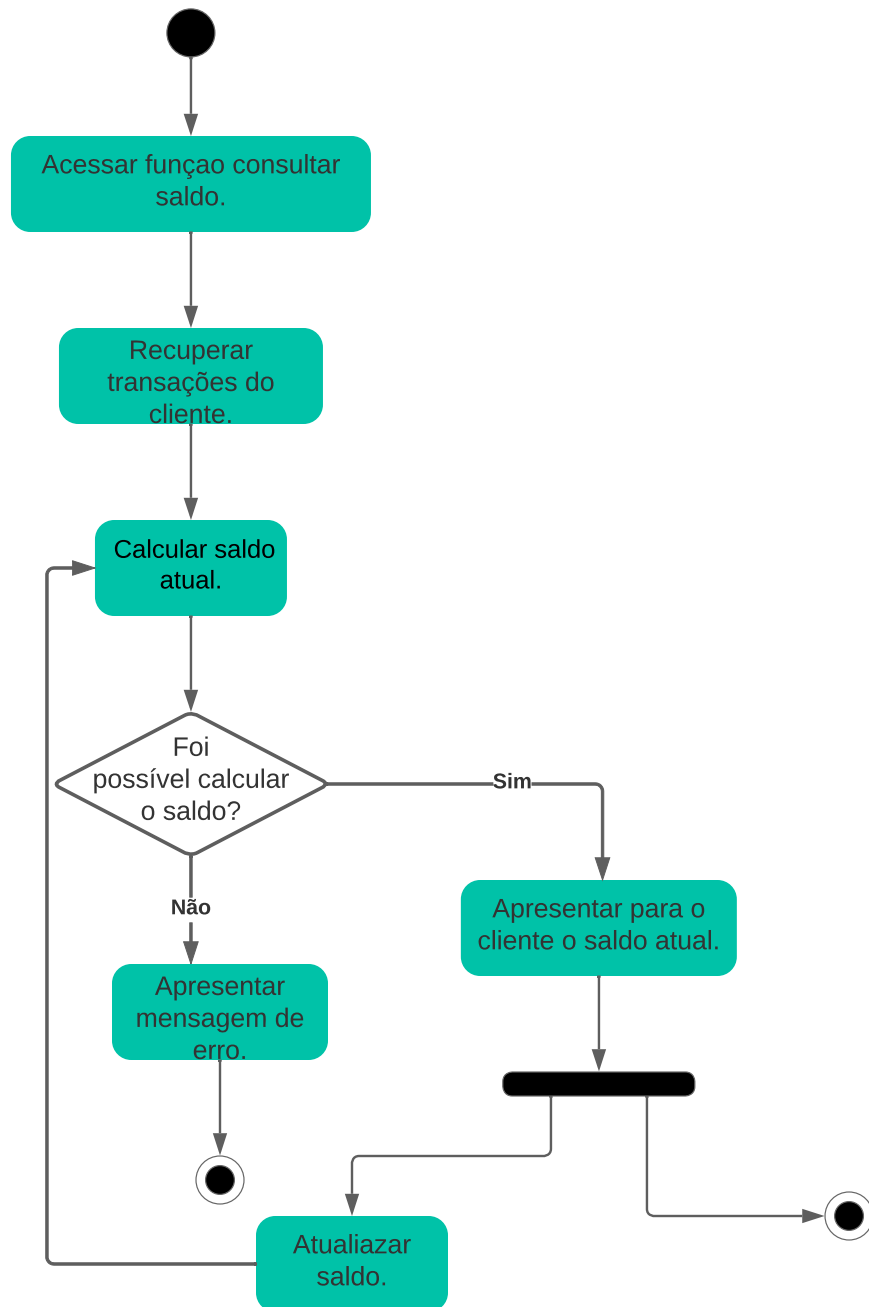 Acessar funçao consultar
saldo.
Recuperar
transações do
cliente.
Calcular saldo
atual.
Foi
possível calcular
o saldo?
Sim
Não
Apresentar para o
cliente o saldo atual.
Apresentar
mensagem de
erro.
Atualiazar
saldo.